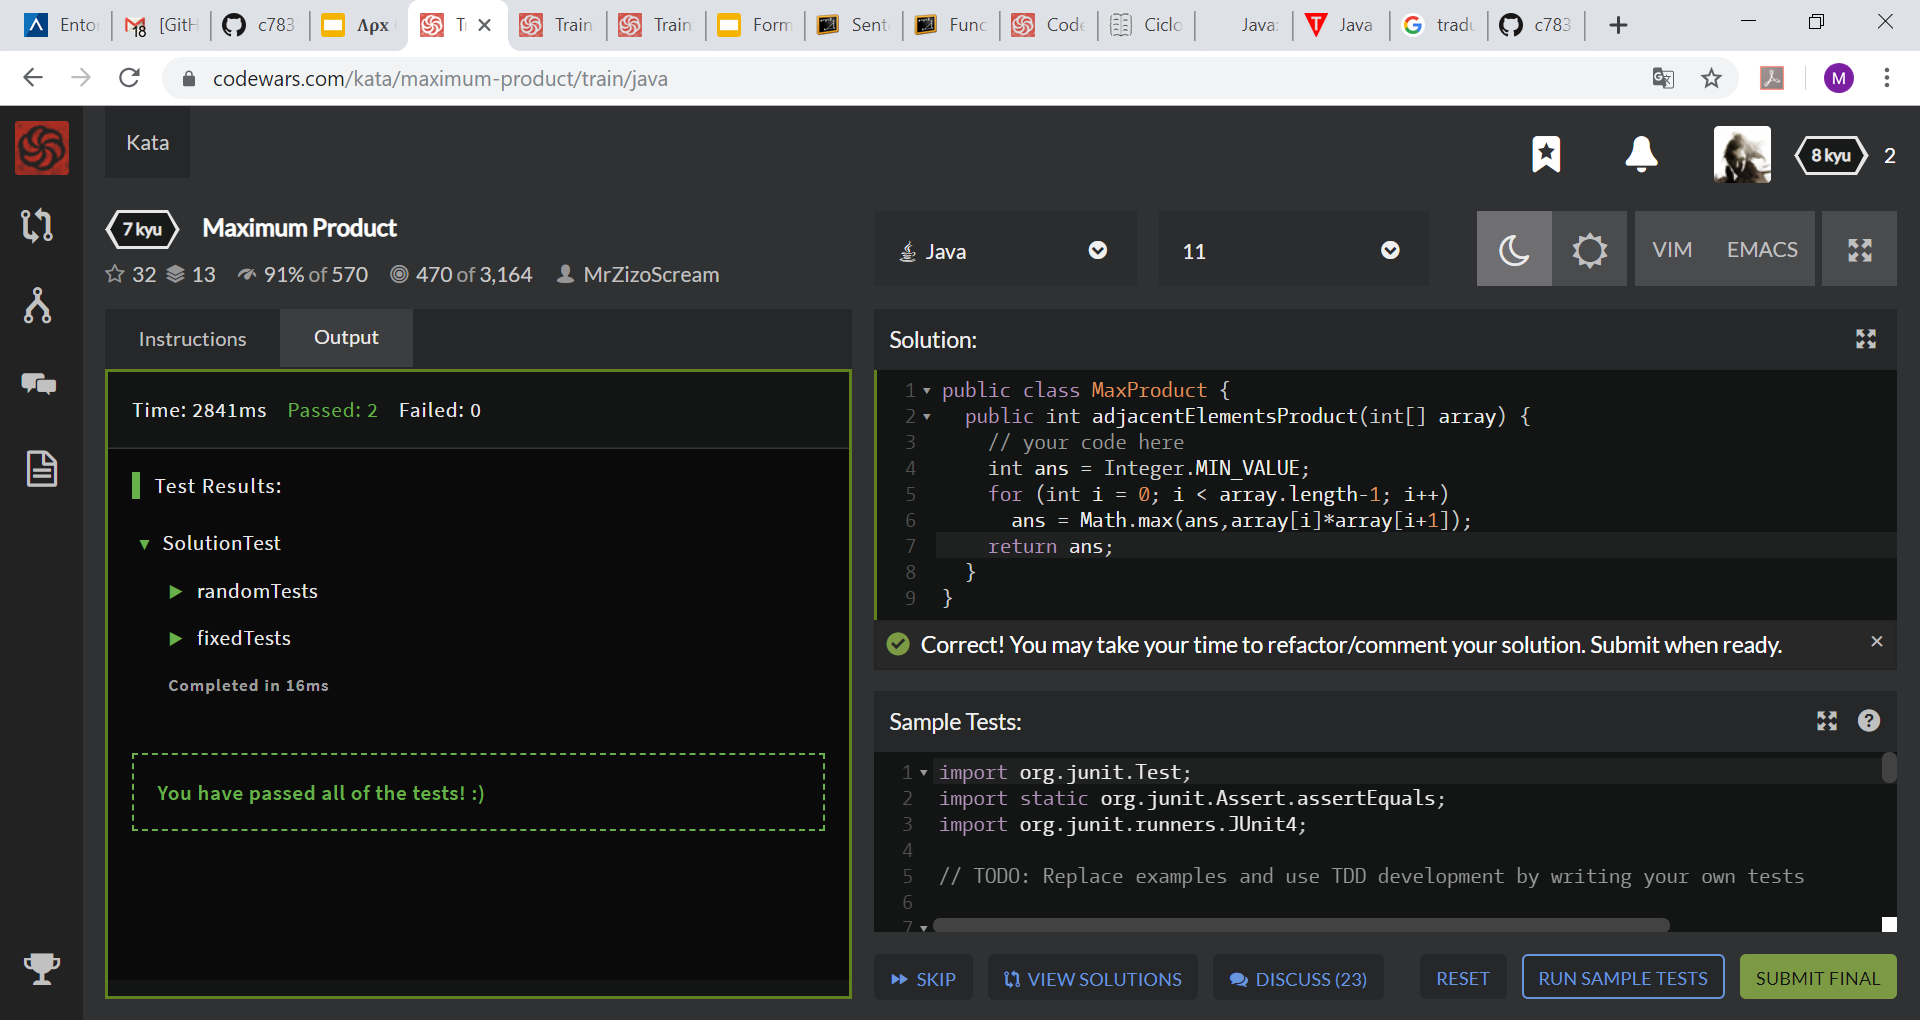 Ento
18 [GitH
c783
Αρχ
T
Train
Train
Form
Sent
Func
Code
Ciclo
Java:
Java
tradu
c783
codewars.com/kata/maximum-product/train/java
M
Kata
8 kyu 2
7 kyu Maximum Product
32 13 91% of 570 470 of 3,164 MrZizoScream
Java
11
VIM EMACS
Instructions Output
Time: 2841ms Passed: 2 Failed: 0
Test Results:
SolutionTest
randomTests
fixedTests
Completed in 16ms
You have passed all of the tests! :)
Solution:
1 public class MaxProduct {
2 public int adjacentElementsProduct(int[] array) {
3 // your code here
4 int ans = Integer.MIN_VALUE;
5 for (int i = 0; i < array.length-1; i++)
6 ans = Math.max(ans,array[i]*array[i+1]);
7 return ans;
8 }
9 }
Correct! You may take your time to refactor/comment your solution. Submit when ready.
Sample Tests:
1 import org.junit.Test;
2 import static org.junit.Assert.assertEquals;
3 import org.junit.runners.JUnit4;
4
5 // TODO: Replace examples and use TDD development by writing your own tests
6
7
SKIP VIEW SOLUTIONS DISCUSS (23) RESET RUN SAMPLE TESTS SUBMIT FINAL